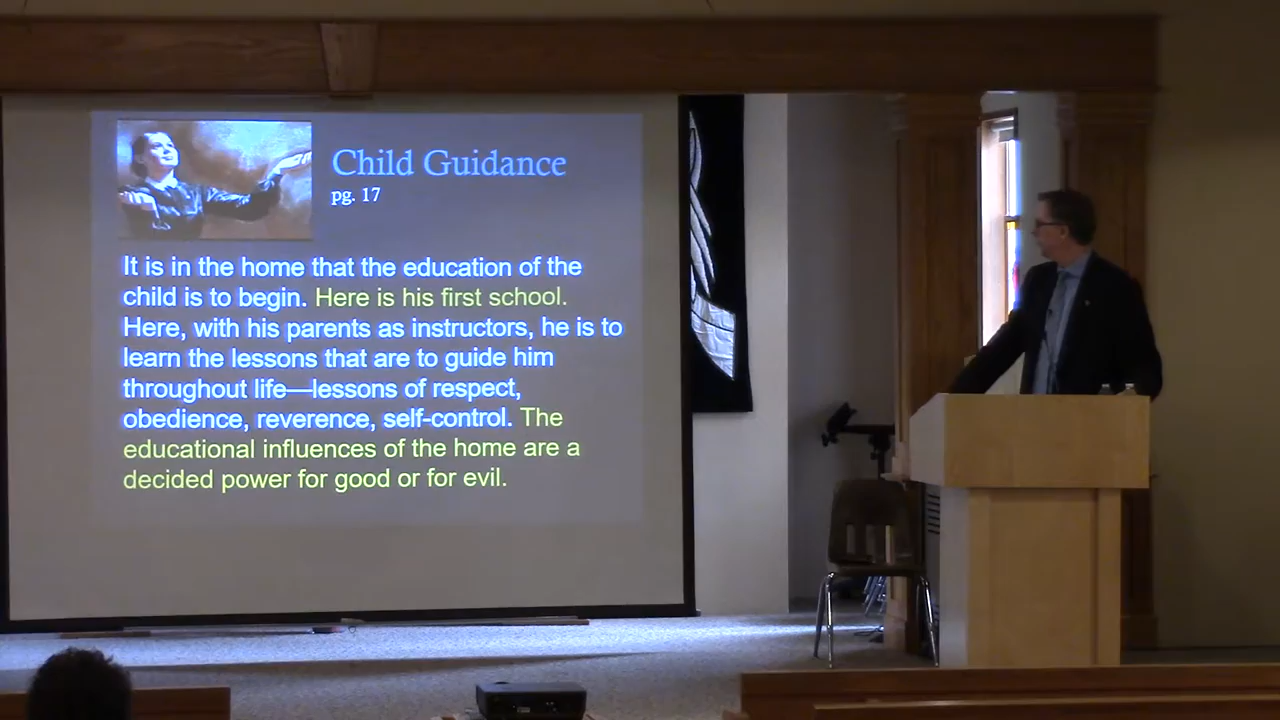 Child Guidance
pg. 17
It is in the home that the education of the
child is to begin. Here is his first school.
Here, with his parents as instructors, he is to
learn the lessons that are to guide him
throughout life—lessons of respect,
obedience, reverence, self-control. The
educational influences of the home are a
decided power for good or for evil.